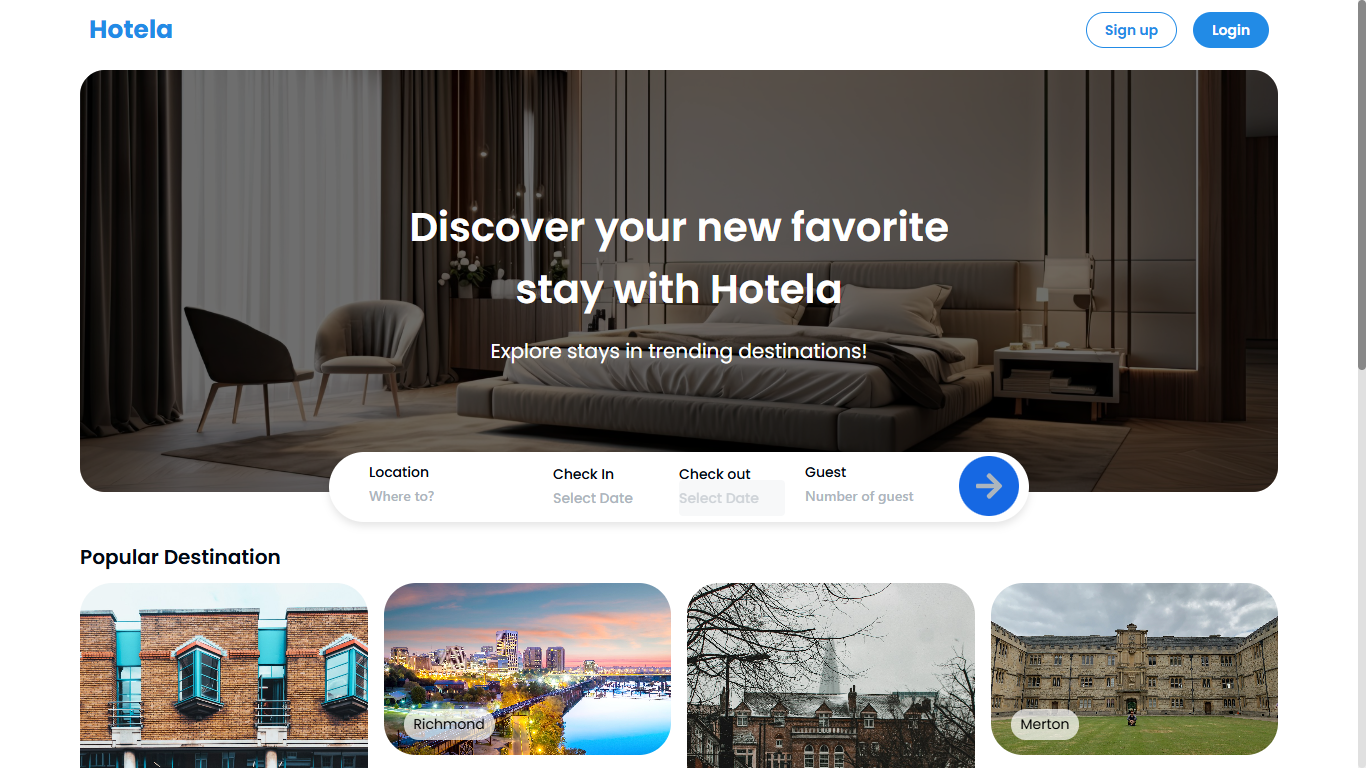 Hotela
Sign up
Login
Discover your new favorite
stay with Hotela
Explore stays in trending destinations!
Location
Where to?
Check In
Select Date
Check out
Select Date
Guest
Number of guest
Popular Destination
Richmond
Merton